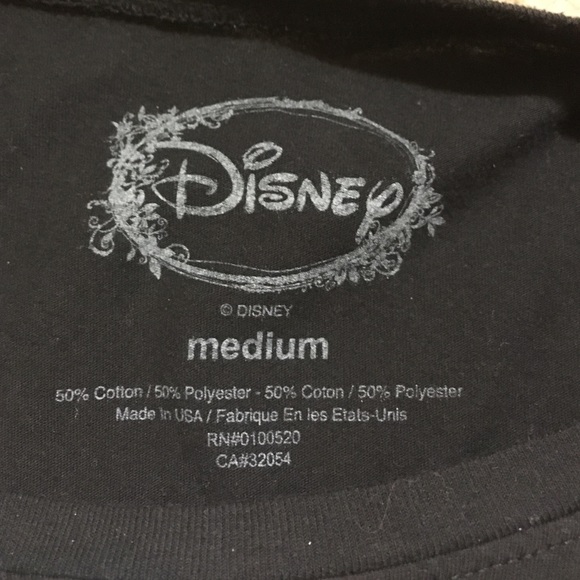 Disney
© DISNEY
medium
50% Cotton / 50% Polyester - 50% Coton / 50% Polyester
Made In USA / Fabrique En les Etats-Unis
RN#0100520
CA#32054